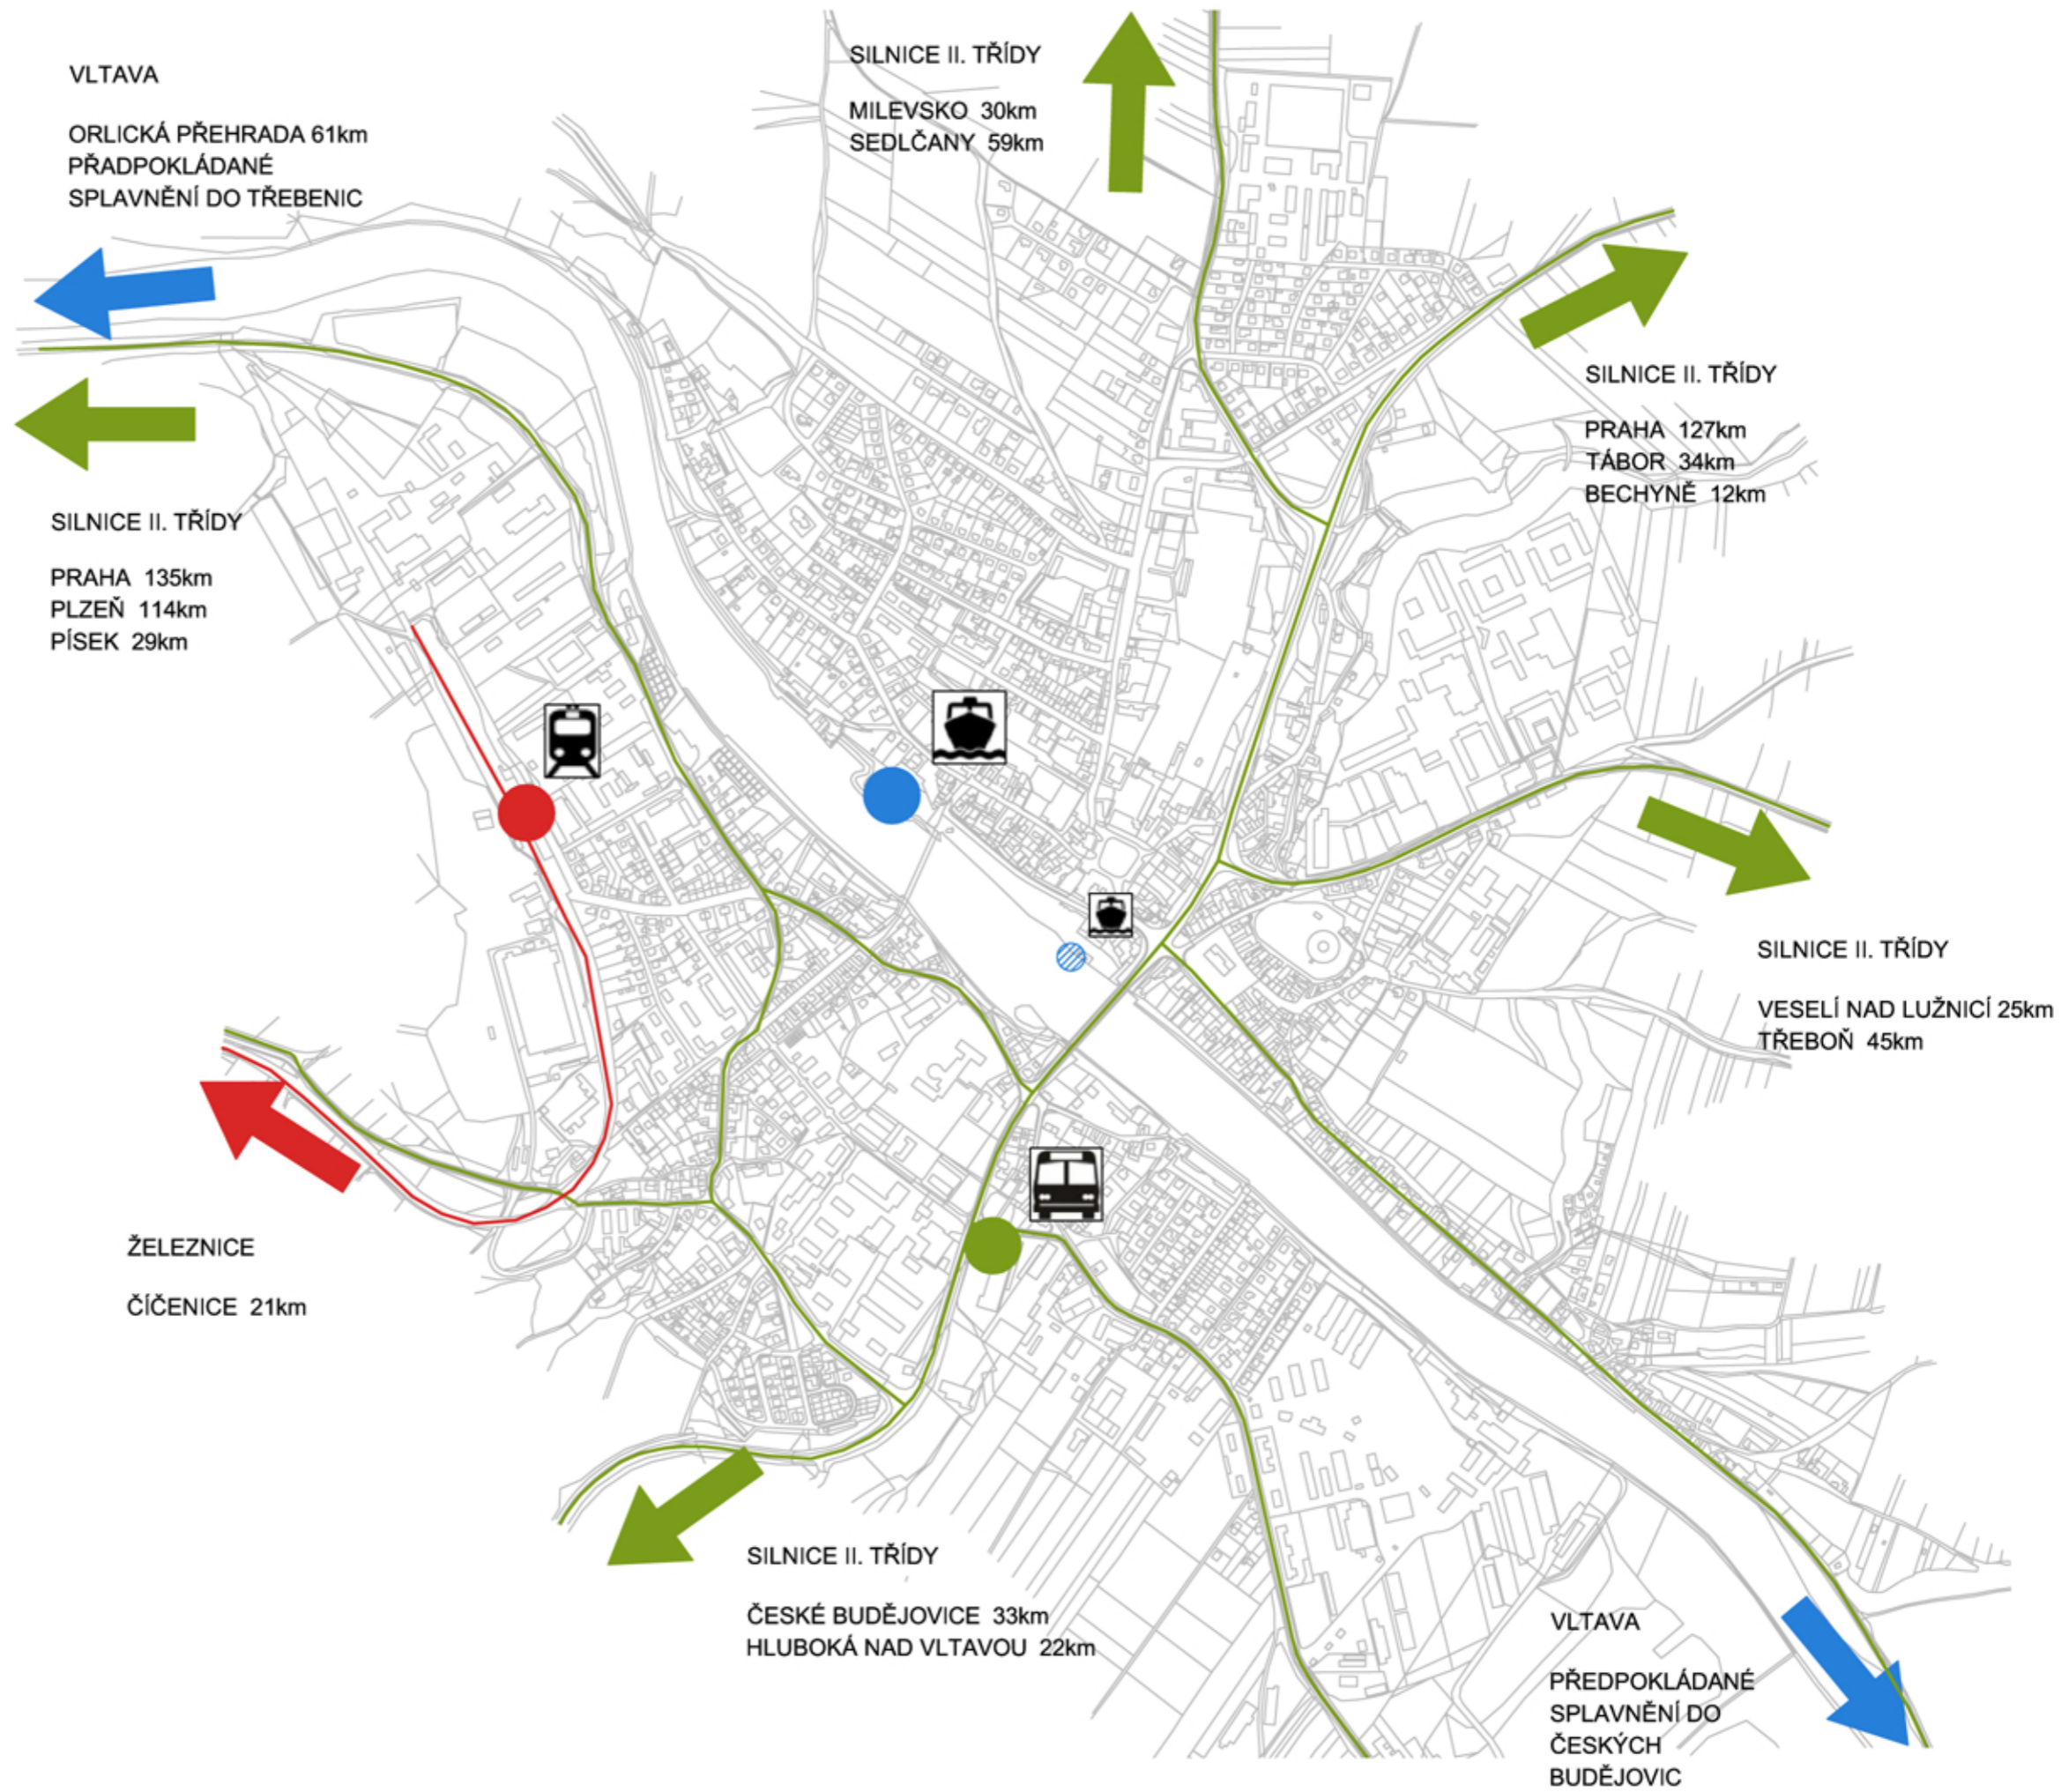 VLTAVA
ORLICKÁ PŘEHRADA 61km
PŘADPOKLÁDANÉ
SPLAVNĚNÍ DO TŘEBENIC
SILNICE II. TŘÍDY
MILEVSKO 30km
SEDLČANY 59km
SILNICE II. TŘÍDY
PRAHA 127km
TÁBOR 34km
BECHYNĚ 12km
SILNICE II. TŘÍDY
PRAHA 135km
PLZEŇ 114km
PÍSEK 29km
SILNICE II. TŘÍDY
VESELÍ NAD LUŽNICÍ 25km
TŘEBOŇ 45km
ŽELEZNICE
ČÍČENICE 21km
SILNICE II. TŘÍDY
ČESKÉ BUDĚJOVICE 33km
HLUBOKÁ NAD VLTAVOU 22km
VLTAVA
PŘEDPOKLÁDANÉ
SPLAVNĚNÍ DO
ČESKÝCH
BUDĚJOVIC